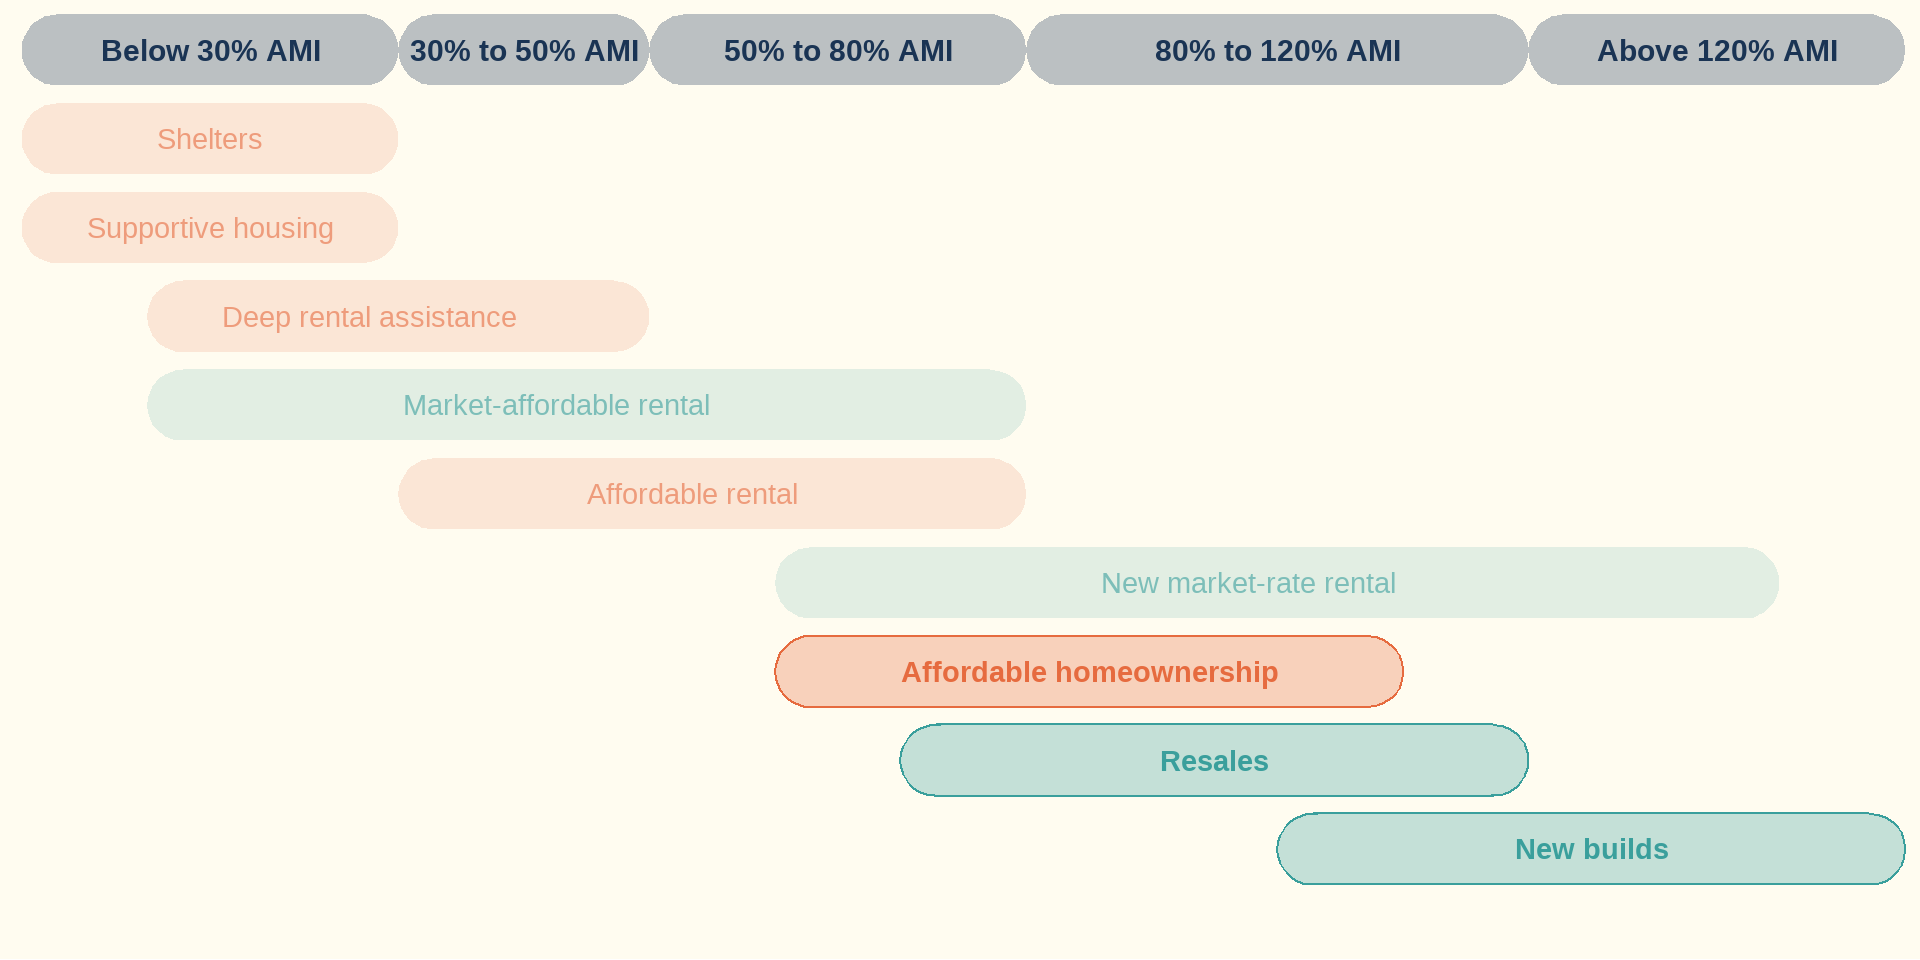 Below 30% AMI
30% to 50% AMI
50% to 80% AMI
80% to 120% AMI
Above 120% AMI
Shelters
Supportive housing
Deep rental assistance
Market-affordable rental
Affordable rental
New market-rate rental
Affordable homeownership
Resales
New builds